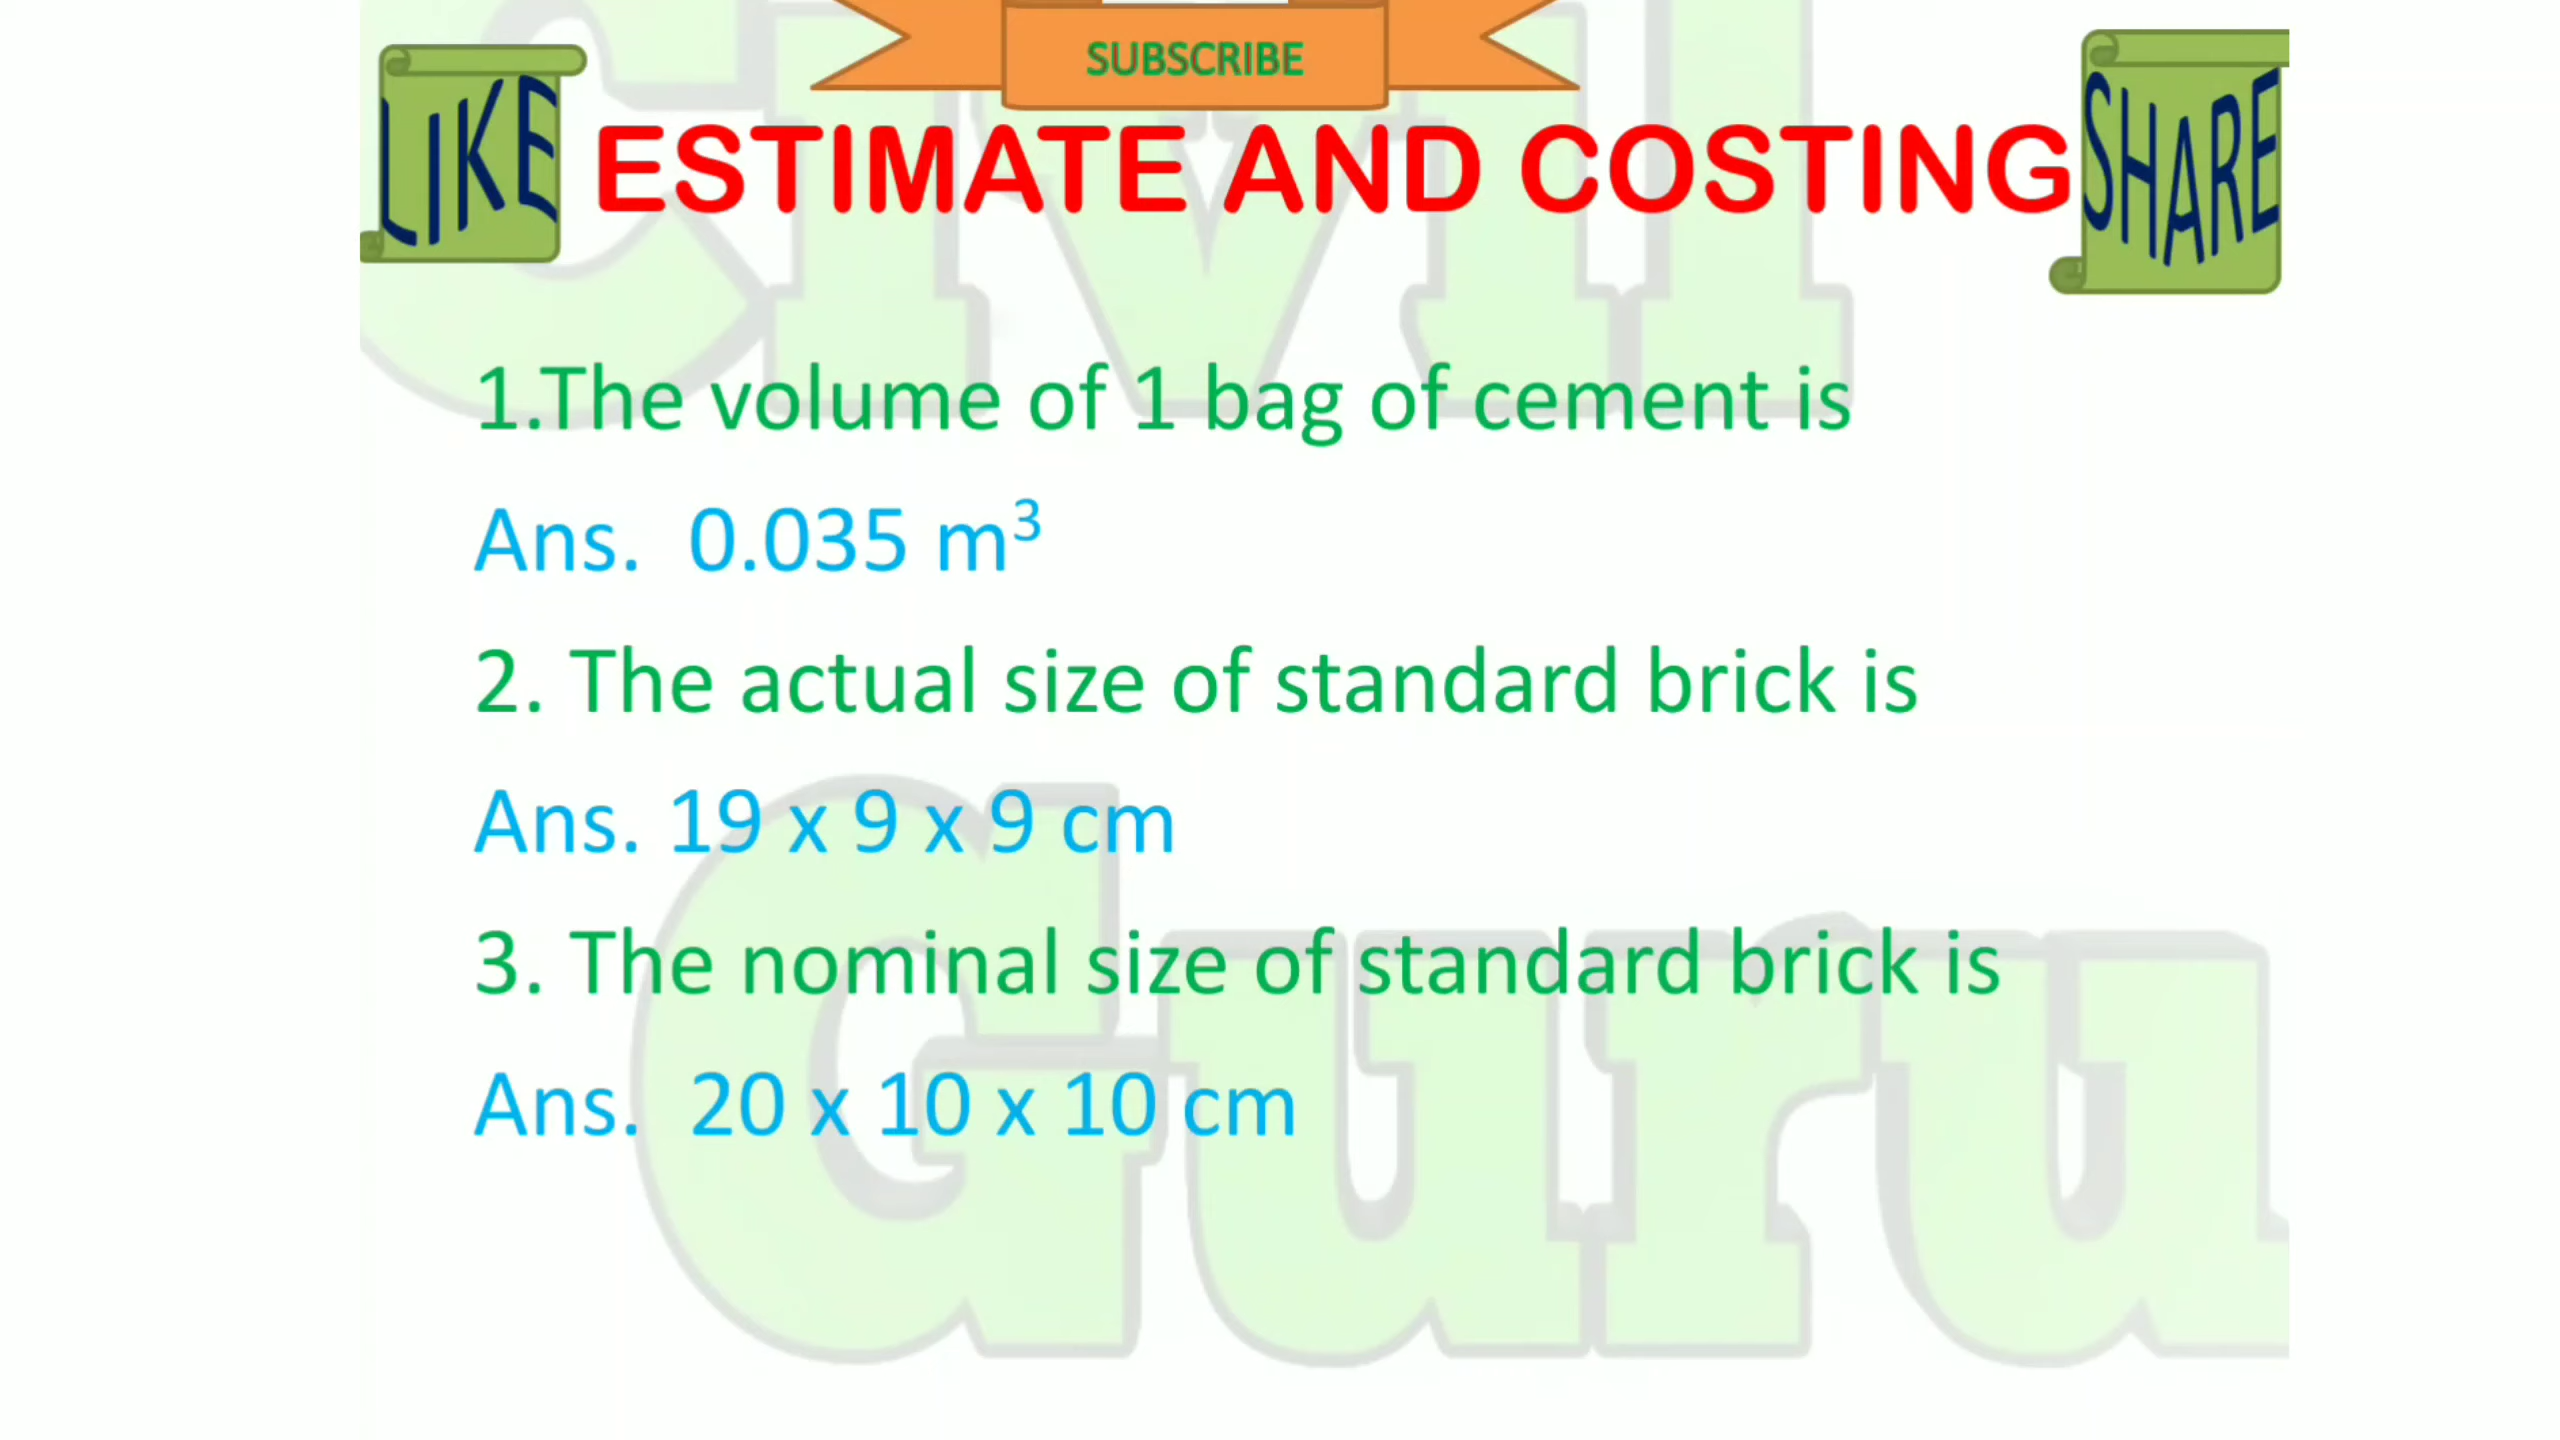 SUBSCRIBE
LIKE
ESTIMATE AND COSTING
SHARE
Civil
1.The volume of 1 bag of cement is
Ans. 0.035 m³
2. The actual size of standard brick is
Ans. 19 x 9 x 9 cm
3. The nominal size of standard brick is
Ans. 20 x 10 x 10 cm
Guru